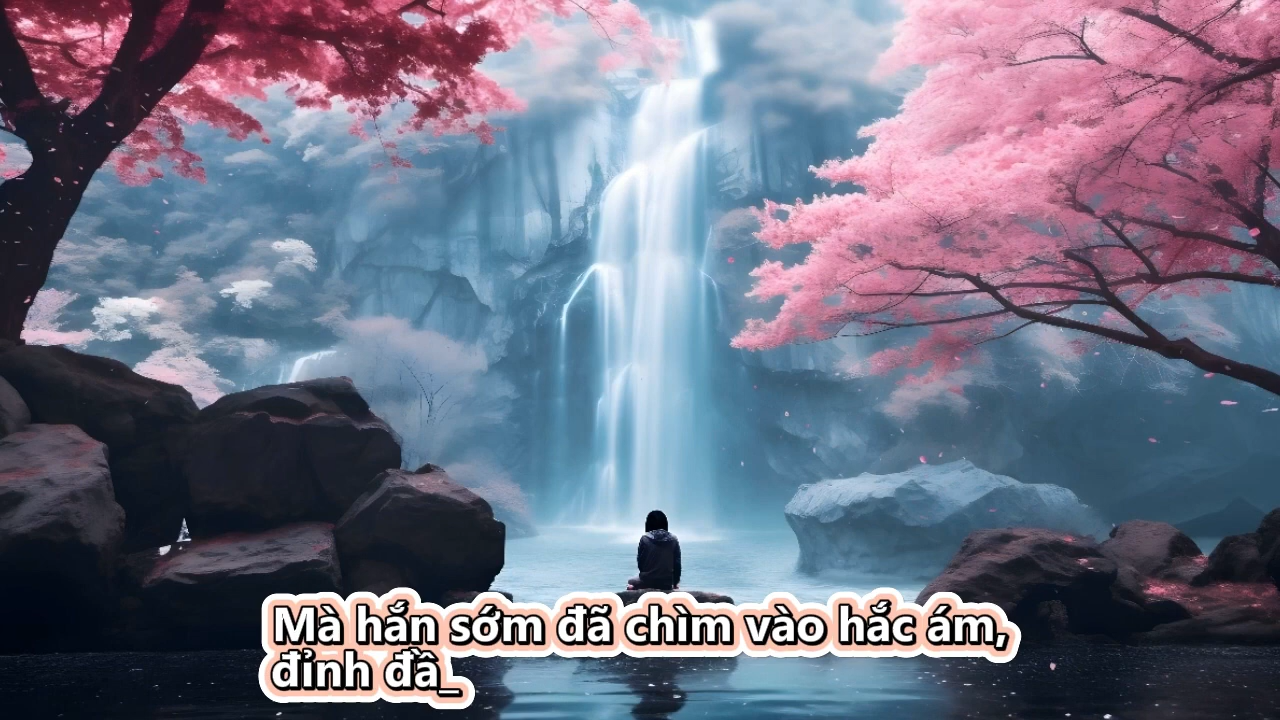 Mà hắn sớm đã chìm vào hắc ám,
đỉnh đầ_